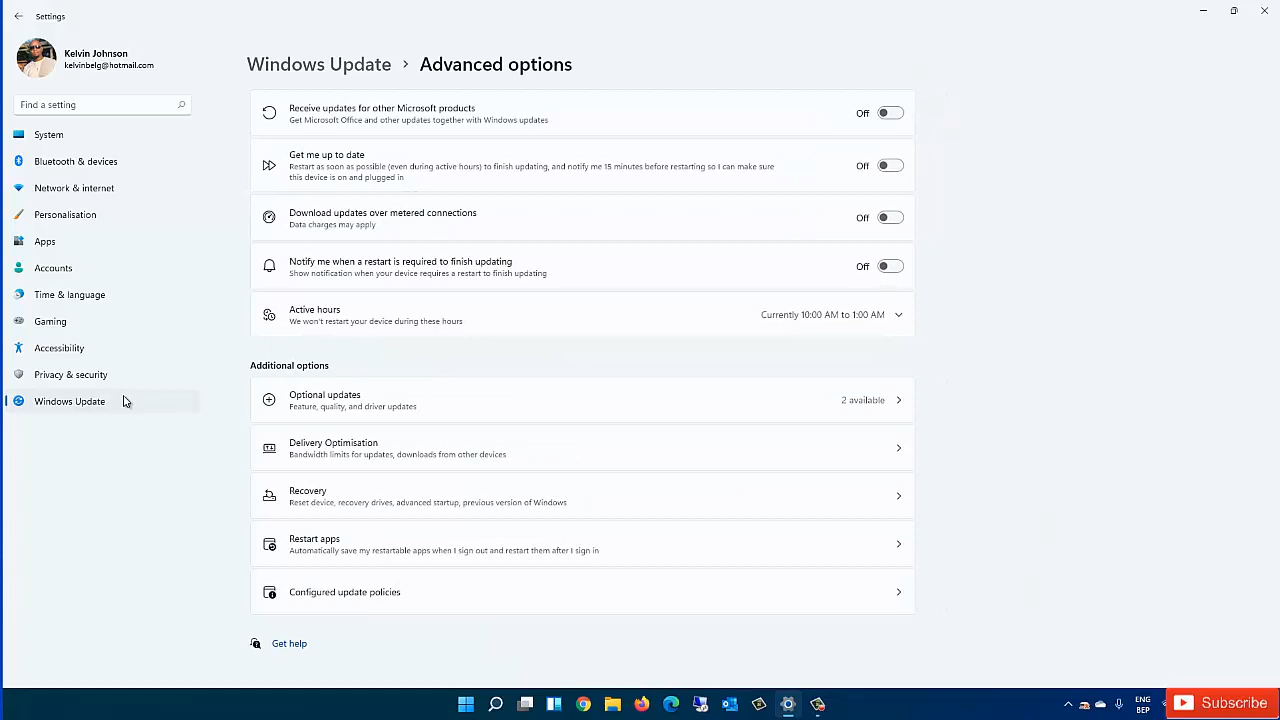 Settings
Kelvin Johnson
kelvinbelg@hotmail.com
Find a setting
System
Bluetooth & devices
Network & internet
Personalisation
Apps
Accounts
Time & language
Gaming
Accessibility
Privacy & security
Windows Update
Windows Update > Advanced options
Receive updates for other Microsoft products
Get Microsoft Office and other updates together with Windows updates
Off
Get me up to date
Restart as soon as possible (even during active hours) to finish updating, and notify me 15 minutes before restarting so I can make sure
this device is on and plugged in
Off
Download updates over metered connections
Data charges may apply
Off
Notify me when a restart is required to finish updating
Show notification when your device requires a restart to finish updating
Off
Active hours
We won't restart your device during these hours
Currently 10:00 AM to 1:00 AM
Additional options
Optional updates
Feature, quality, and driver updates
2 available
Delivery Optimisation
Bandwidth limits for updates, downloads from other devices
Recovery
Reset device, recovery drives, advanced startup, previous version of Windows
Restart apps
Automatically save my restartable apps when I sign out and restart them after I sign in
Configured update policies
Get help
ENG
BEP
Subscribe